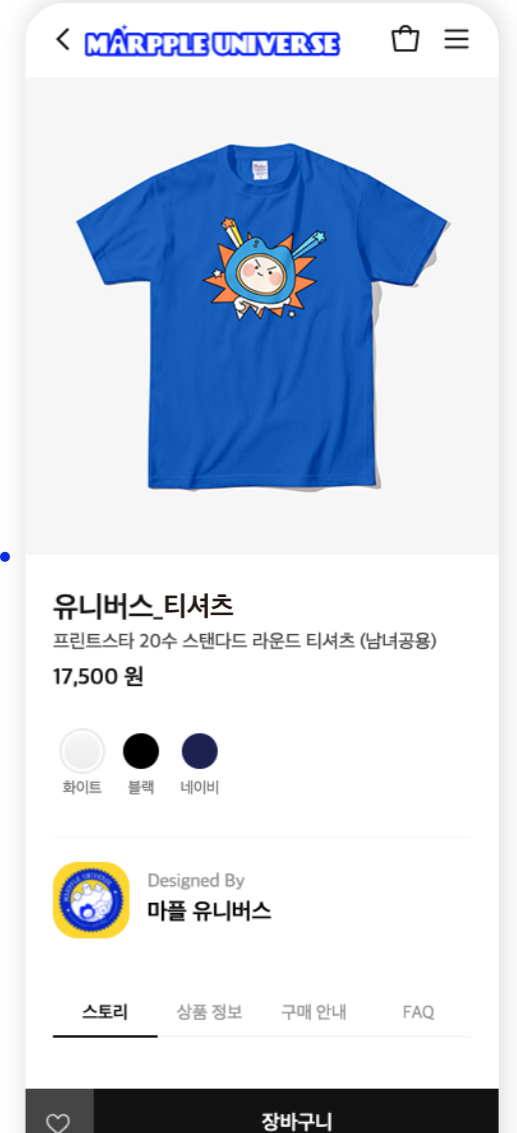 MARPPLE UNIVERSE
유니버스_티셔츠
프린트스타 20수 스탠다드 라운드 티셔츠 (남녀공용)
17,500 원
화이트 블랙 네이비
MARPPLE UNIVERSE
Designed By
마플 유니버스
스토리 상품 정보 구매 안내 FAQ
장바구니